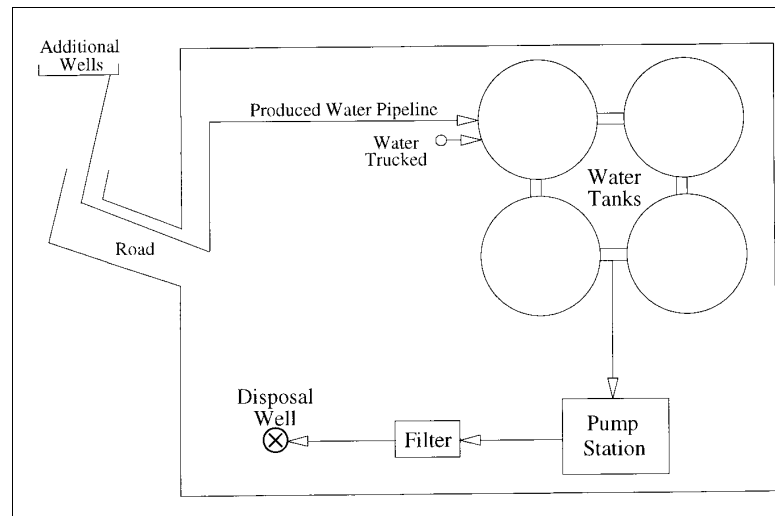 Additional
Wells
Produced Water Pipeline
Water
Trucked
Water
Tanks
Road
Disposal
Well
Filter
Pump
Station